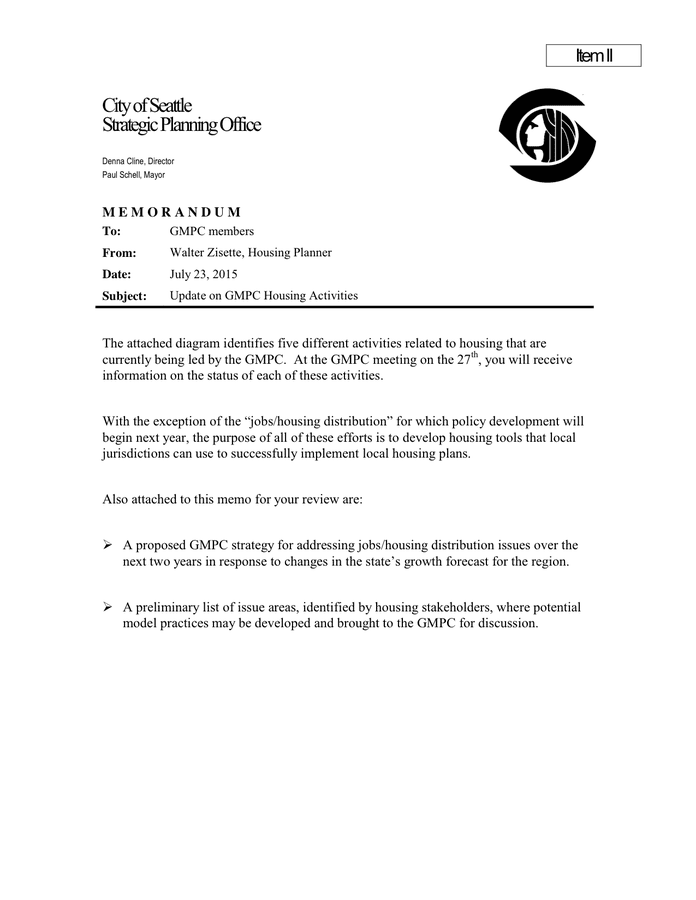 Item II
City of Seattle
Strategic Planning Office
Denna Cline, Director
Paul Schell, Mayor
MEMORANDUM
To: GMPC members
From: Walter Zisette, Housing Planner
Date: July 23, 2015
Subject: Update on GMPC Housing Activities
The attached diagram identifies five different activities related to housing that are
currently being led by the GMPC. At the GMPC meeting on the 27th, you will receive
information on the status of each of these activities.
With the exception of the “jobs/housing distribution” for which policy development will
begin next year, the purpose of all of these efforts is to develop housing tools that local
jurisdictions can use to successfully implement local housing plans.
Also attached to this memo for your review are:
➢ A proposed GMPC strategy for addressing jobs/housing distribution issues over the
next two years in response to changes in the state’s growth forecast for the region.
➢ A preliminary list of issue areas, identified by housing stakeholders, where potential
model practices may be developed and brought to the GMPC for discussion.